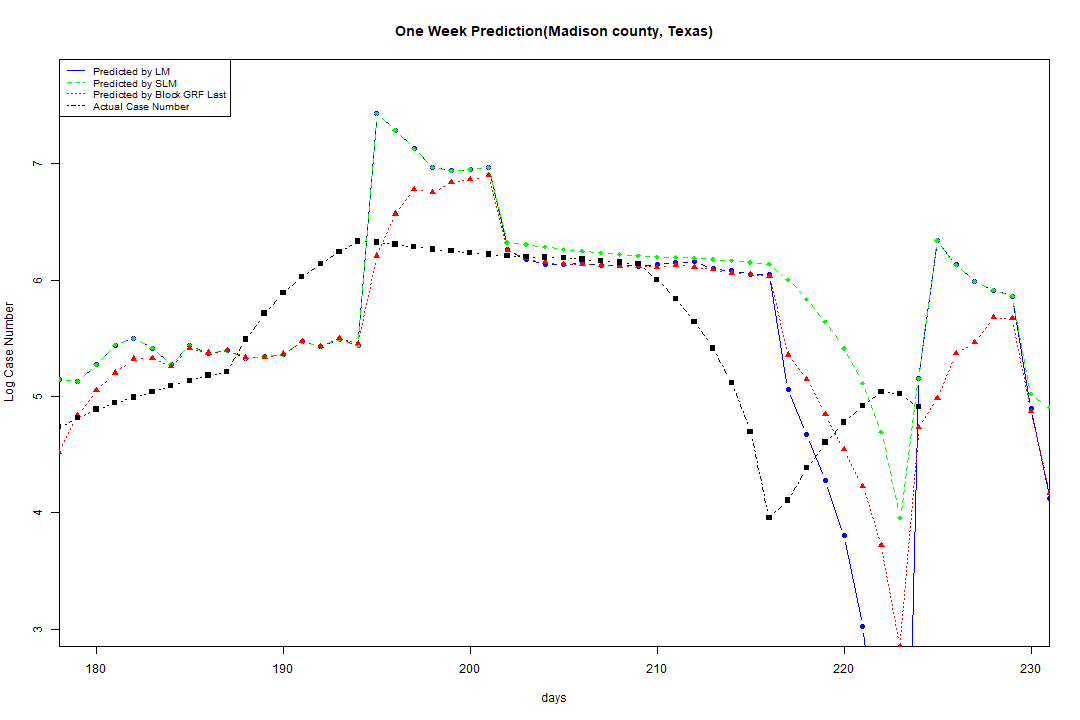 One Week Prediction(Madison county, Texas)
Predicted by LM
Predicted by SLM
Predicted by Block GRF Last
Actual Case Number
7
6
5
4
3
Log Case Number
180 190 200 210 220 230
days